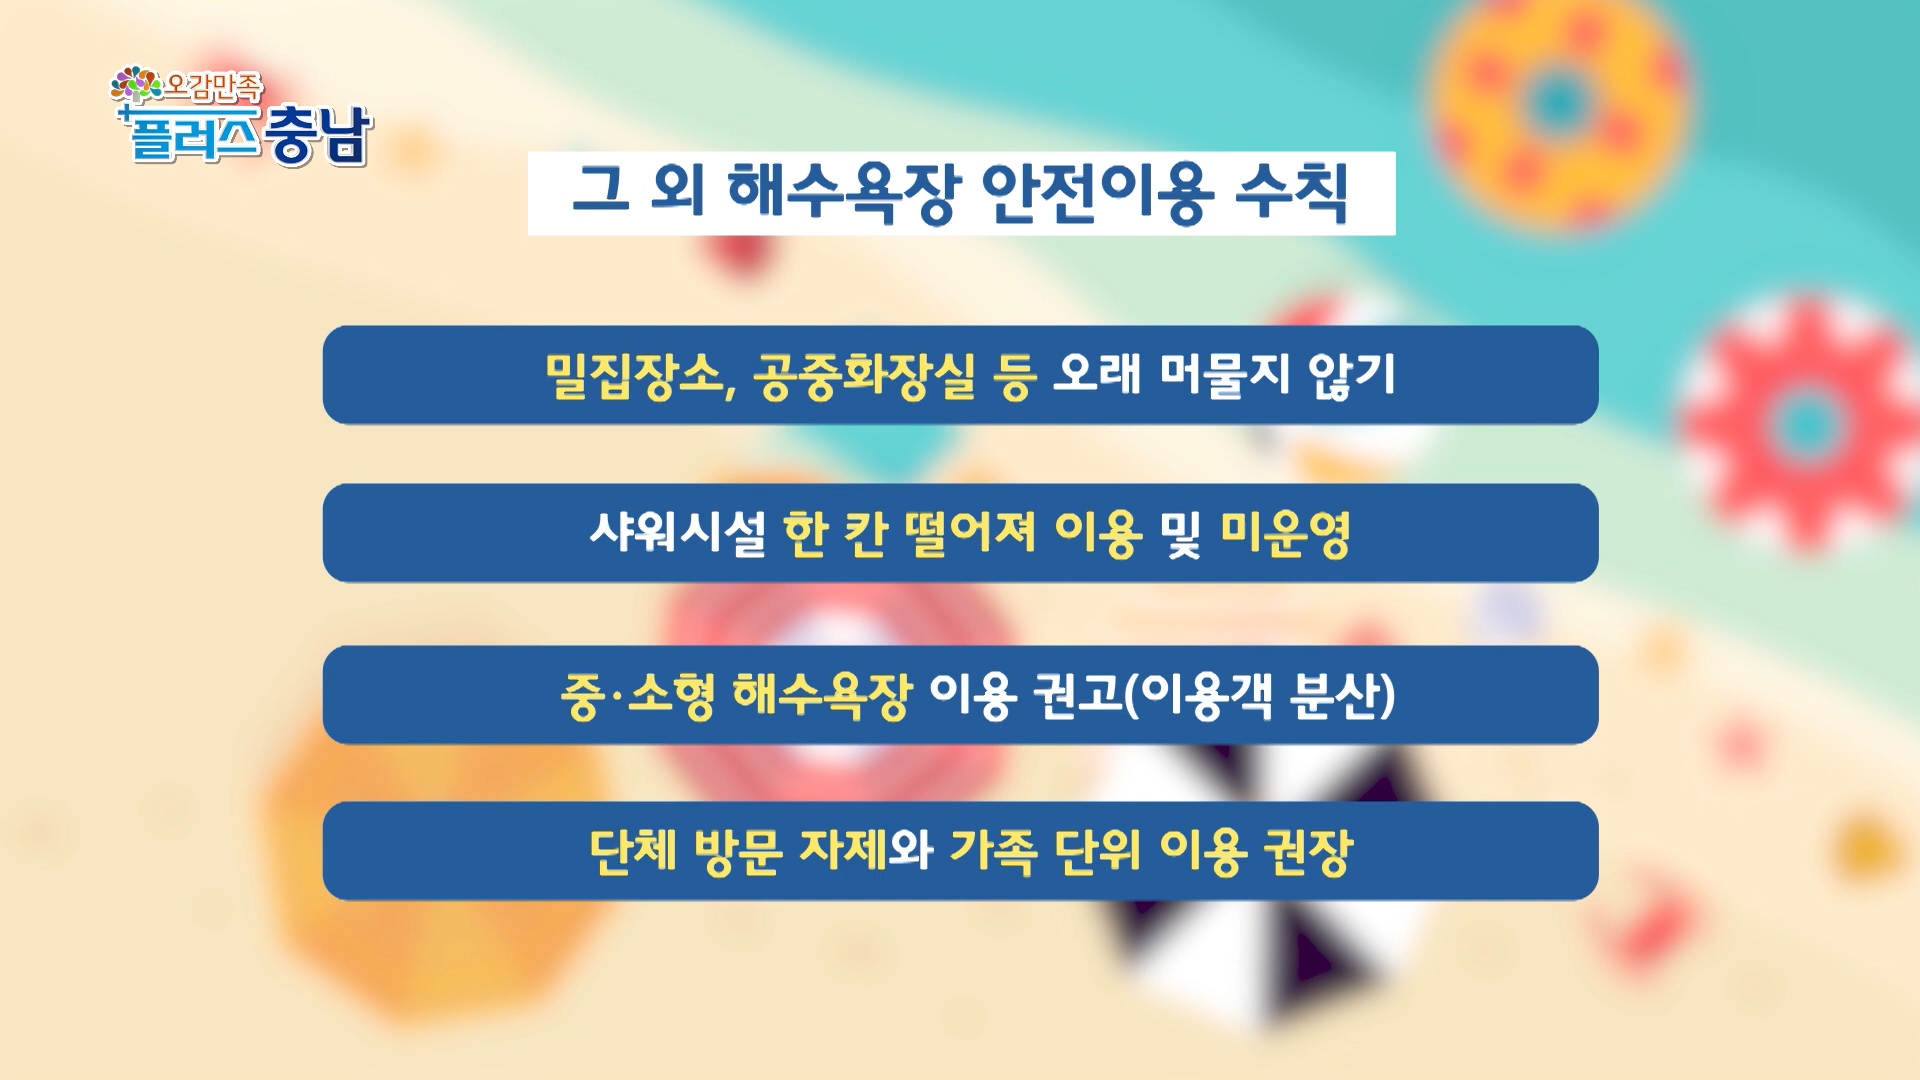 오감만족
+플러스 충남
그 외 해수욕장 안전이용 수칙
밀집장소, 공중화장실 등 오래 머물지 않기
샤워시설 한 칸 떨어져 이용 및 미운영
중·소형 해수욕장 이용 권고(이용객 분산)
단체 방문 자제와 가족 단위 이용 권장